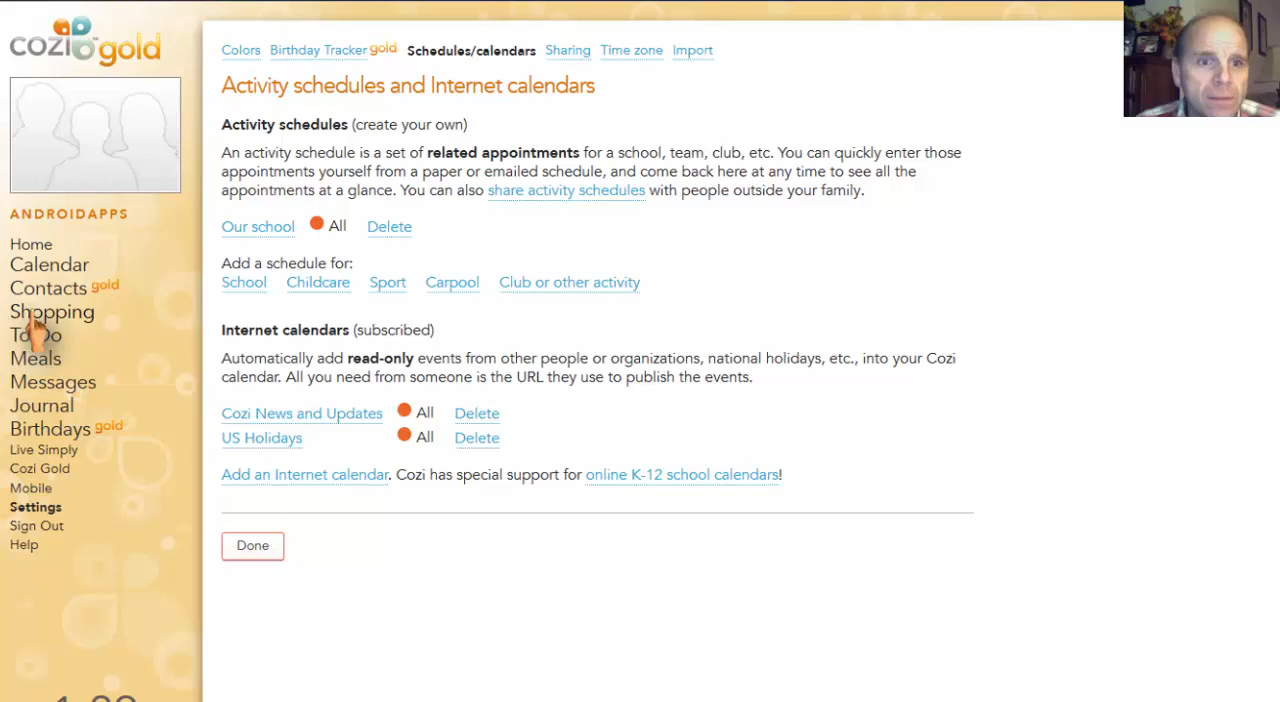 cozi gold
Colors Birthday Tracker gold Schedules/calendars Sharing Time zone Import
Activity schedules and Internet calendars
Activity schedules (create your own)
An activity schedule is a set of related appointments for a school, team, club, etc. You can quickly enter those
appointments yourself from a paper or emailed schedule, and come back here at any time to see all the
appointments at a glance. You can also share activity schedules with people outside your family.
Our school All Delete
Add a schedule for:
School Childcare Sport Carpool Club or other activity
Internet calendars (subscribed)
Automatically add read-only events from other people or organizations, national holidays, etc., into your Cozi
calendar. All you need from someone is the URL they use to publish the events.
Cozi News and Updates All Delete
US Holidays All Delete
Add an Internet calendar. Cozi has special support for online K-12 school calendars!
Done
ANDROIDAPPS
Home
Calendar
Contacts gold
Shopping
To Do
Meals
Messages
Journal
Birthdays gold
Live Simply
Cozi Gold
Mobile
Settings
Sign Out
Help